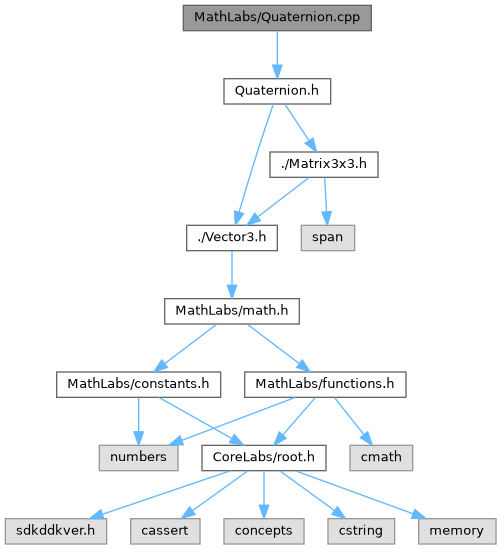 MathLabs/Quaternion.cpp
Quaternion.h
./Matrix3x3.h
./Vector3.h
span
MathLabs/math.h
MathLabs/constants.h
MathLabs/functions.h
numbers
CoreLabs/root.h
cmath
sdkddkver.h
cassert
concepts
cstring
memory